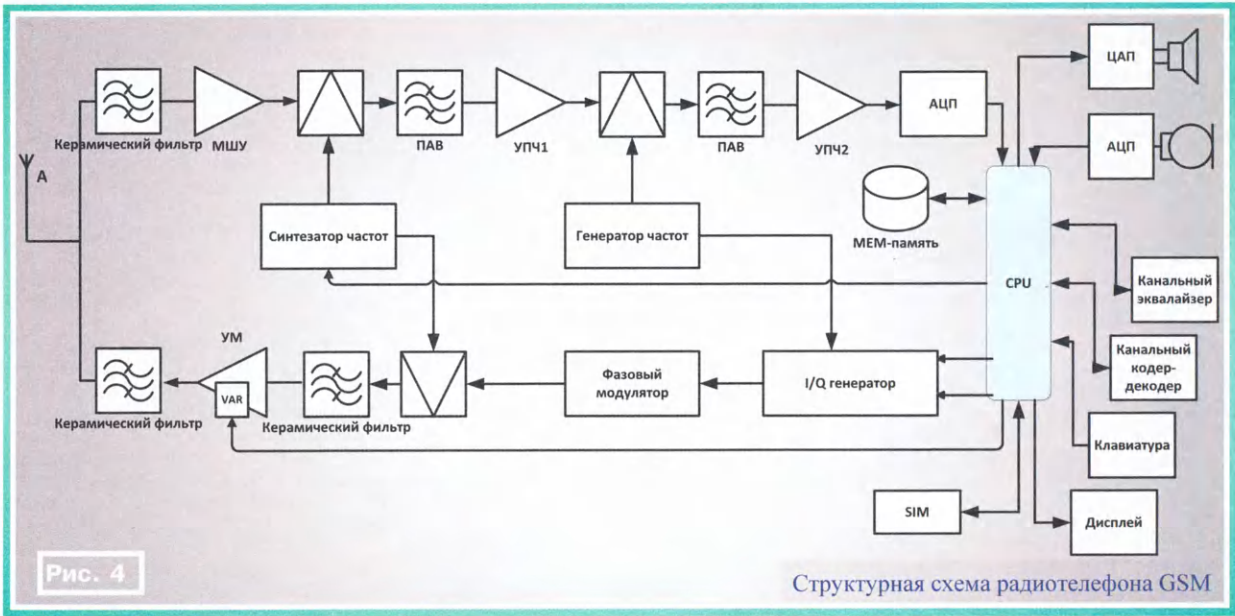 ЦАП
Керамический фильтр
МШУ
ПАВ
УПЧ1
ПАВ
УПЧ2
АЦП
АЦП
А
Синтезатор частот
Генератор частот
МЕМ-память
CPU
Канальный
эквалайзер
Канальный
кодер-
декодер
УМ
VAR
Керамический фильтр
Керамический фильтр
Фазовый
модулятор
I/Q генератор
Клавиатура
SIM
Дисплей
Рис. 4
Структурная схема радиотелефона GSM